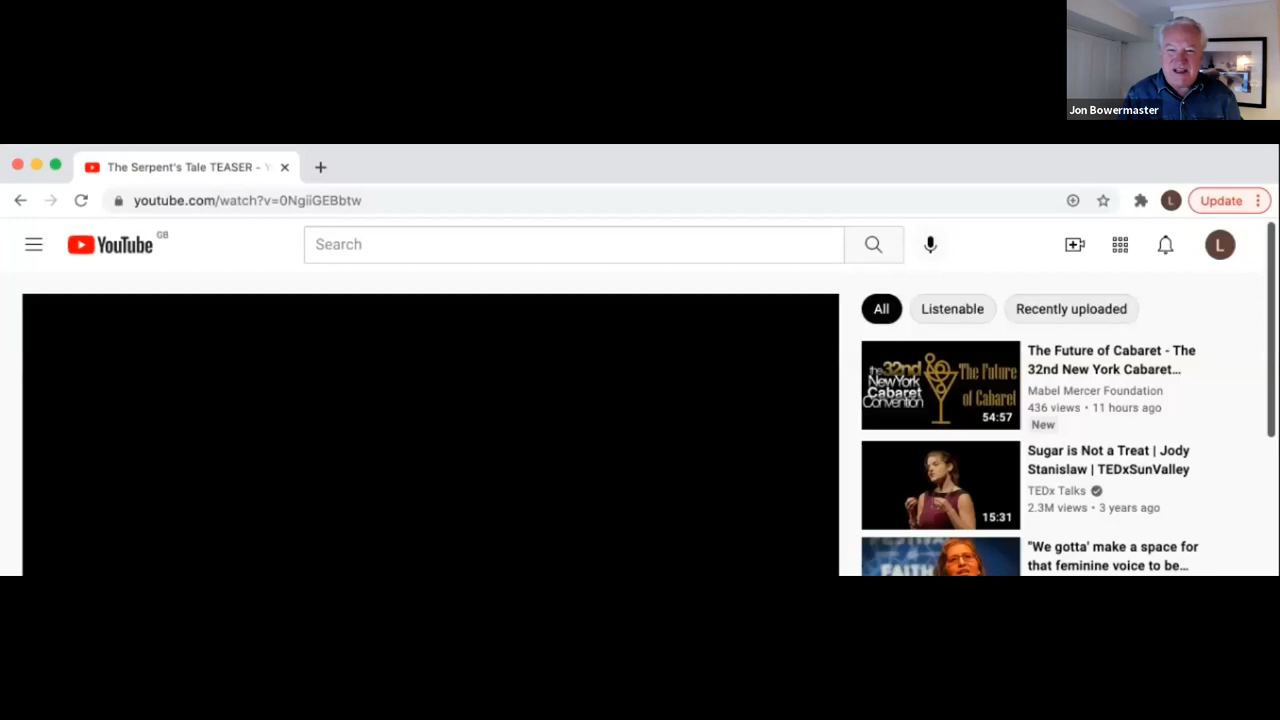 Jon Bowermaster
The Serpent's Tale TEASER - Y
youtube.com/watch?v=0NgiiGEBbtw
Update
YouTube GB
Search
L
All
Listenable
Recently uploaded
the 32nd
New York
Cabaret
Convention
The Future
of Cabaret
54:57
The Future of Cabaret - The
32nd New York Cabaret...
Mabel Mercer Foundation
436 views • 11 hours ago
New
15:31
Sugar is Not a Treat | Jody
Stanislaw | TEDxSunValley
TEDx Talks
2.3M views • 3 years ago
FAITH
"We gotta' make a space for
that feminine voice to be...